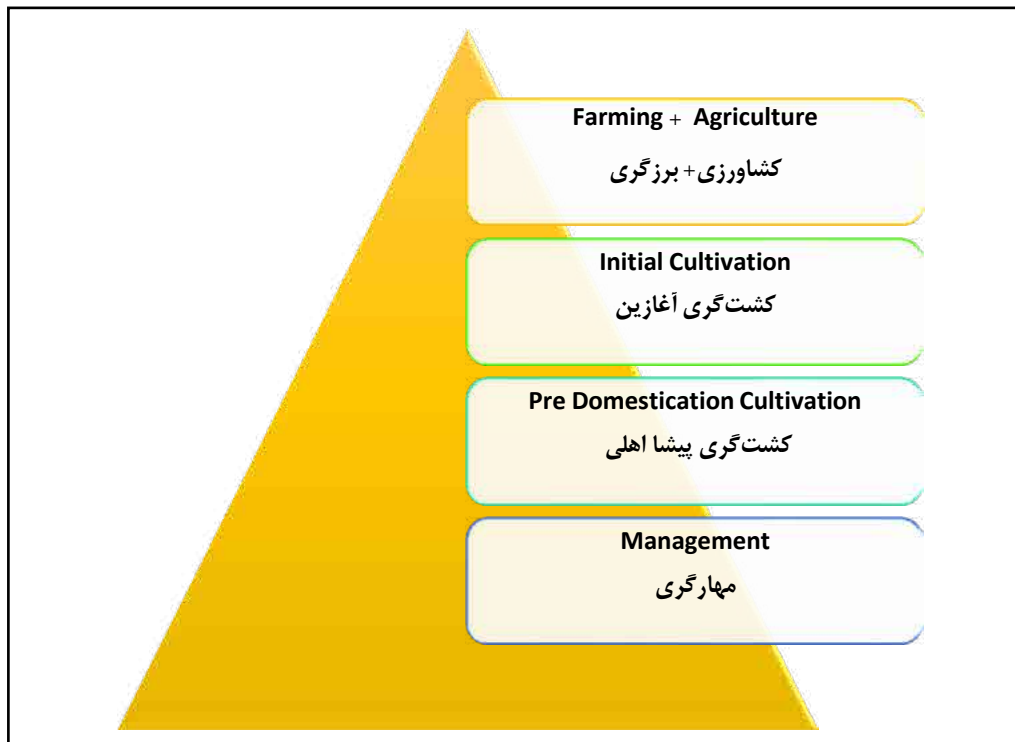 Farming + Agriculture
کشاورزی+ برزگری
Initial Cultivation
کشت‌گری آغازین
Pre Domestication Cultivation
کشت‌گری پیشا اهلی
Management
مهارگری